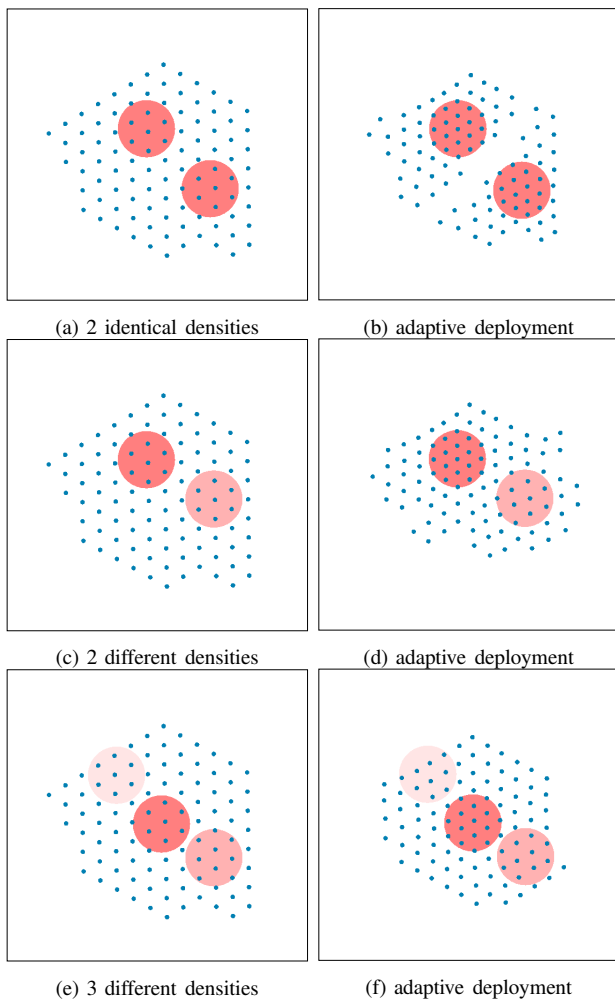 (a) 2 identical densities
(b) adaptive deployment
(c) 2 different densities
(d) adaptive deployment
(e) 3 different densities
(f) adaptive deployment